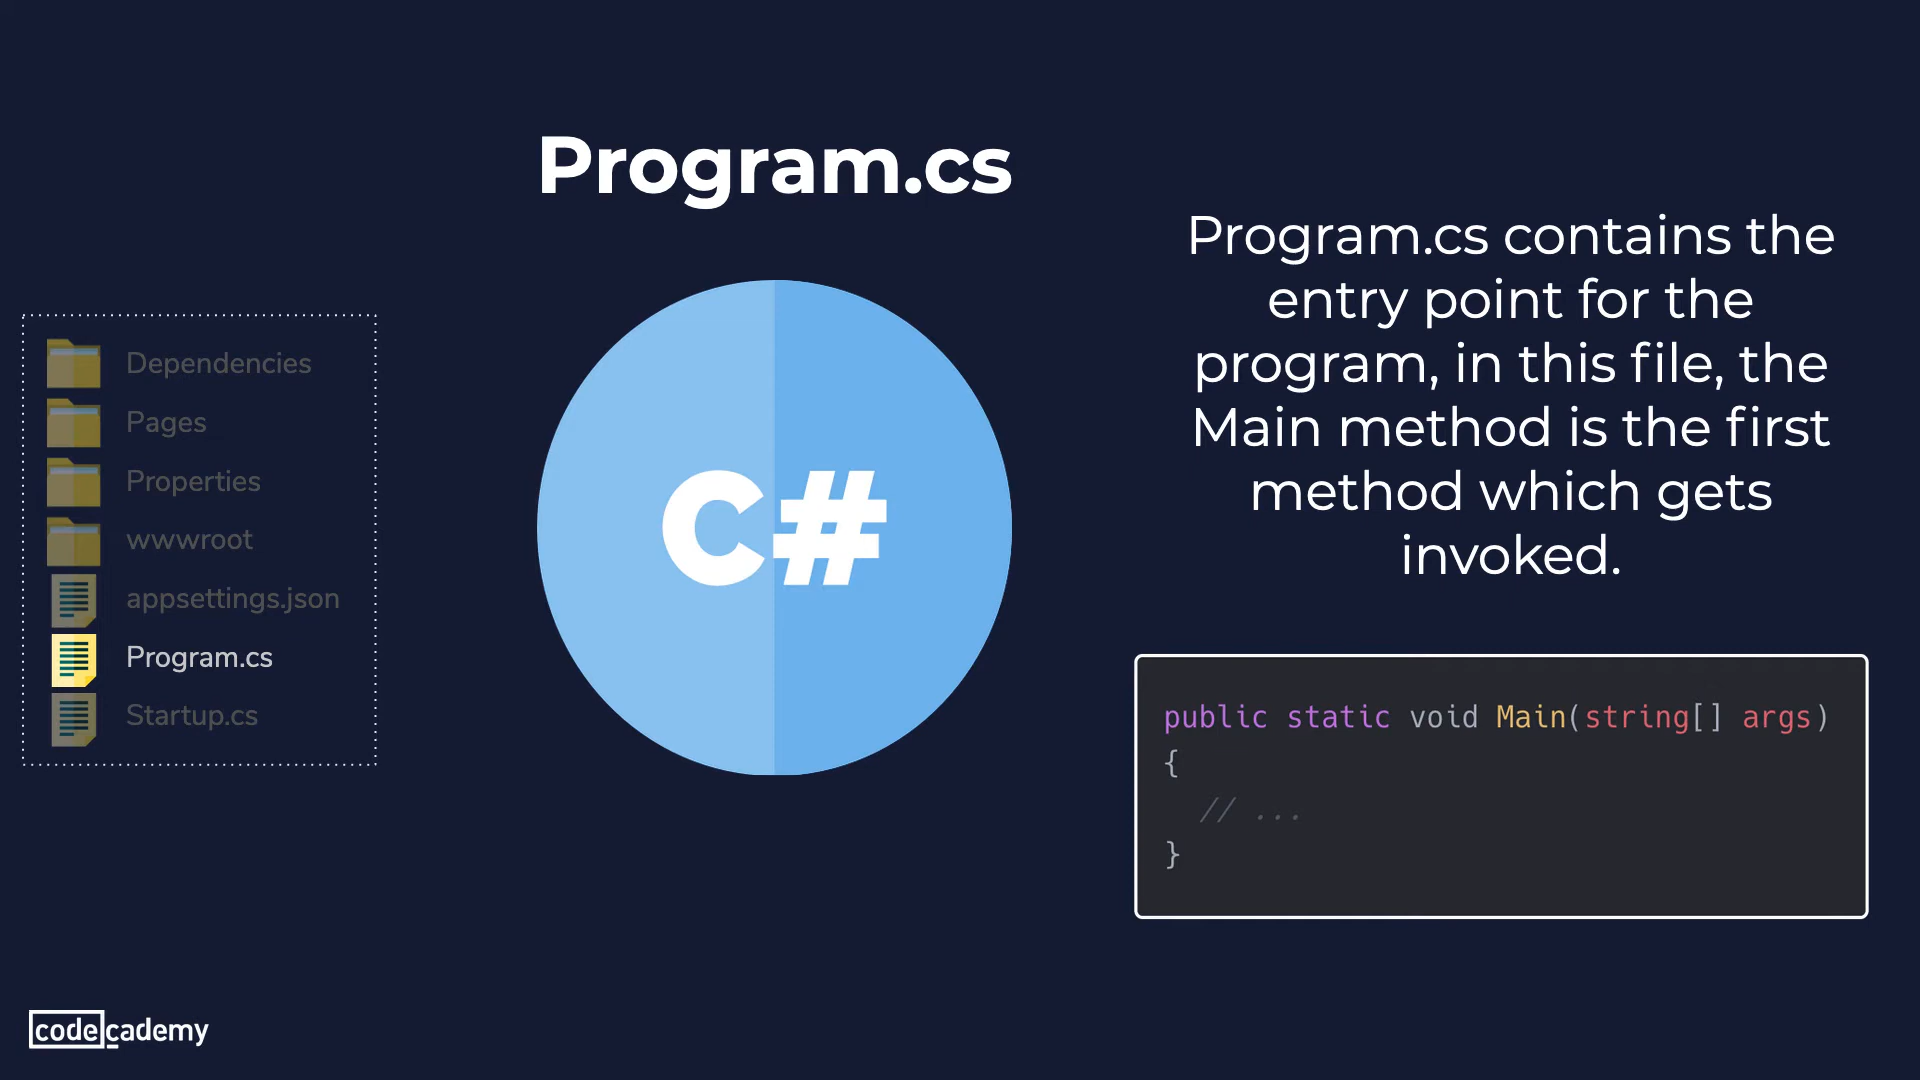 Program.cs
Dependencies
Pages
Properties
wwwroot
appsettings.json
Program.cs
Startup.cs
C#
Program.cs contains the
entry point for the
program, in this file, the
Main method is the first
method which gets
invoked.
public static void Main(string[] args)
{
  // ...
}
codecademy